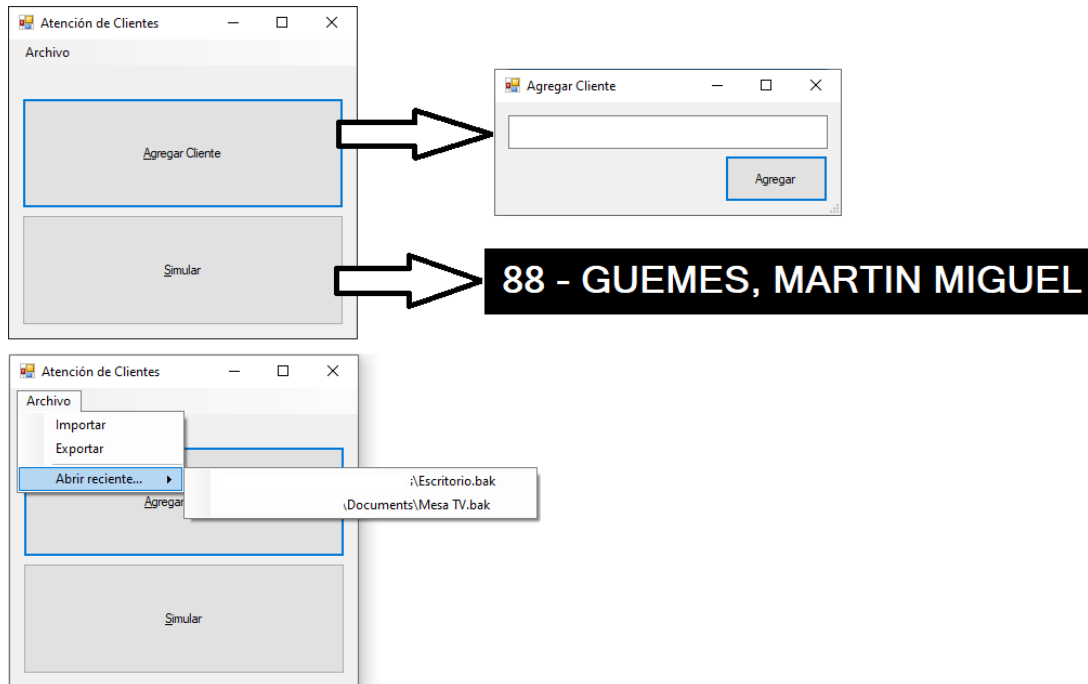 Atención de Clientes
Archivo
Agregar Cliente
Simular
Agregar Cliente
Agregar
88 - GUEMES, MARTIN MIGUEL
Atención de Clientes
Archivo
Importar
Exportar
Abrir reciente...
:\Escritorio.bak
\Documents\Mesa TV.bak
Agregar
Simular